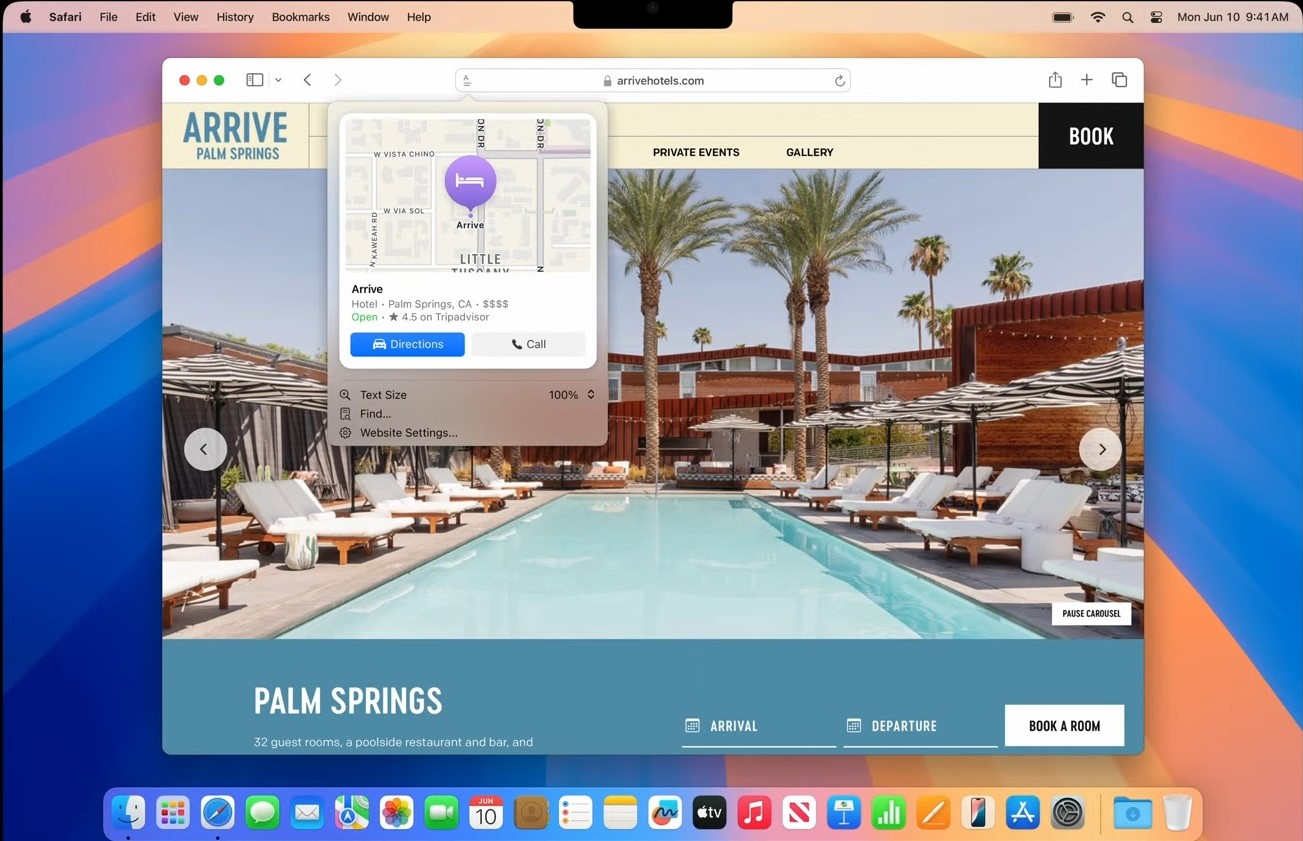 Safari File Edit View History Bookmarks Window Help
Mon Jun 10 9:41 AM
arrivehotels.com
ARRIVE
PALM SPRINGS
PRIVATE EVENTS GALLERY
BOOK
W VISTA CHINO
W VIA SOL
N KAWEAH RD
Arrive
LITTLE
TUSCANY
Arrive
Hotel • Palm Springs, CA • $$$$
Open • ★ 4.5 on Tripadvisor
Directions
Call
Text Size 100%
Find...
Website Settings...
PAUSE CAROUSEL
PALM SPRINGS
32 guest rooms, a poolside restaurant and bar, and
ARRIVAL
DEPARTURE
BOOK A ROOM
JUN
10
tv